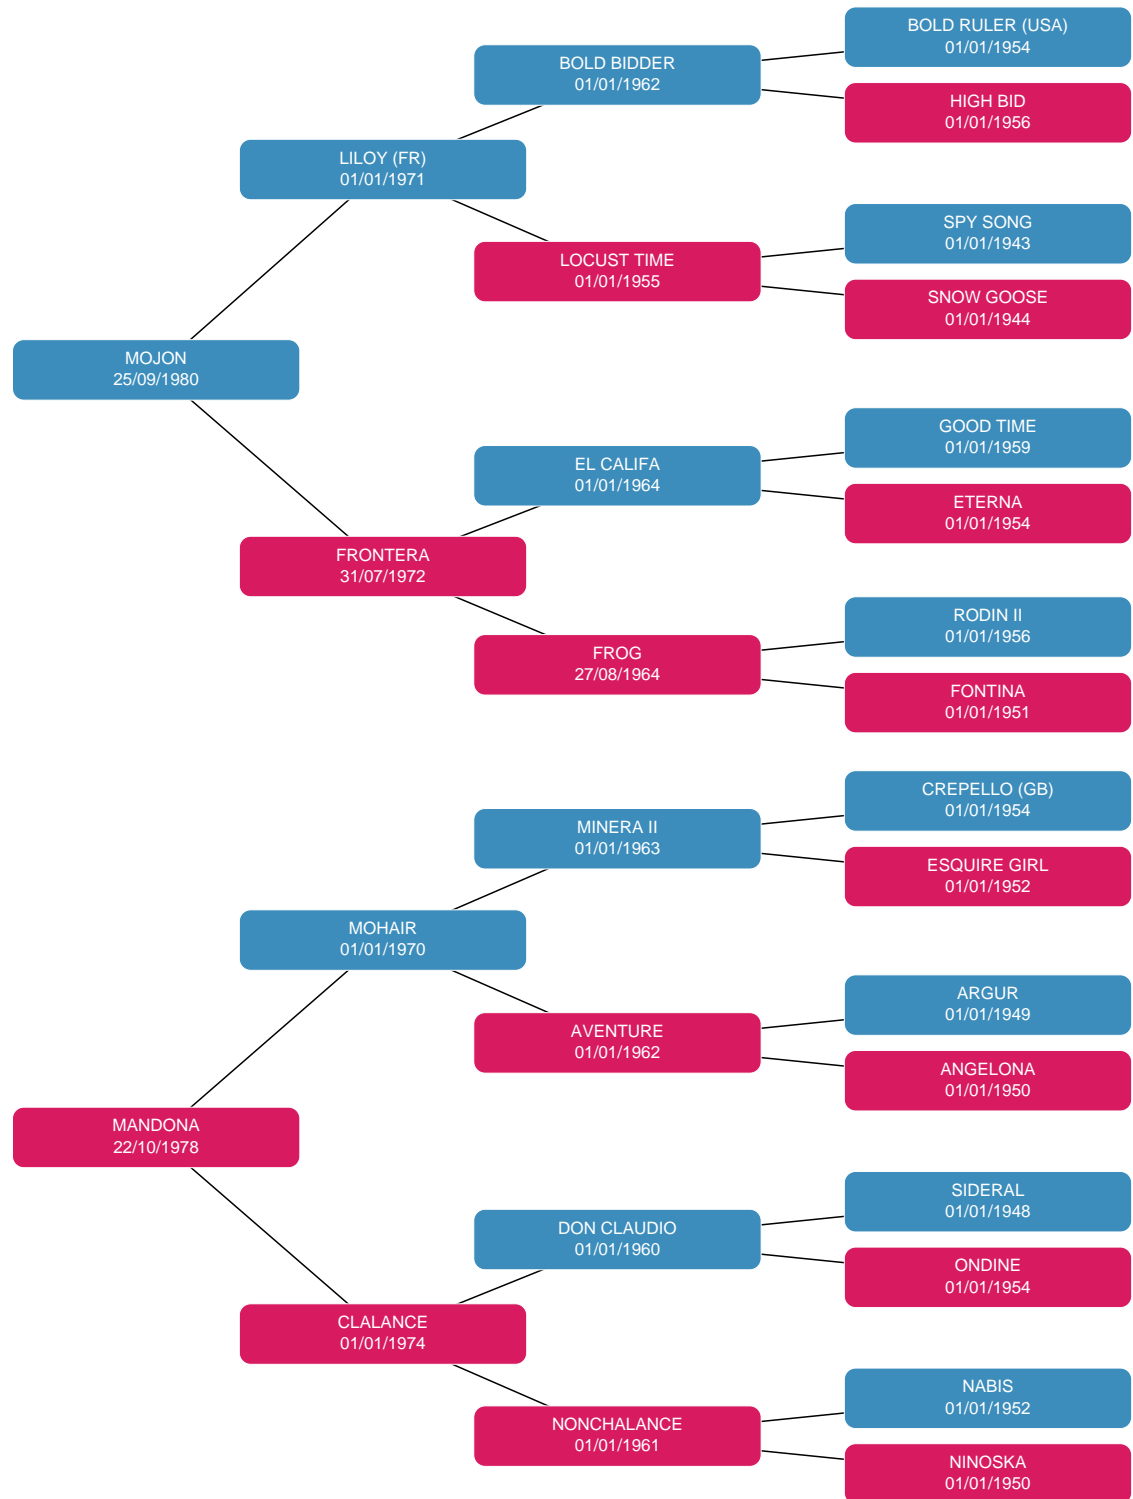 BOLD RULER (USA)
01/01/1954
BOLD BIDDER
01/01/1962
HIGH BID
01/01/1956
LILOY (FR)
01/01/1971
SPY SONG
01/01/1943
LOCUST TIME
01/01/1955
SNOW GOOSE
01/01/1944
MOJON
25/09/1980
GOOD TIME
01/01/1959
EL CALIFA
01/01/1964
ETERNA
01/01/1954
FRONTERA
31/07/1972
RODIN II
01/01/1956
FROG
27/08/1964
FONTINA
01/01/1951
CREPELLO (GB)
01/01/1954
MINERA II
01/01/1963
ESQUIRE GIRL
01/01/1952
MOHAIR
01/01/1970
ARGUR
01/01/1949
AVENTURE
01/01/1962
ANGELONA
01/01/1950
MANDONA
22/10/1978
SIDERAL
01/01/1948
DON CLAUDIO
01/01/1960
ONDINE
01/01/1954
CLALANCE
01/01/1974
NABIS
01/01/1952
NONCHALANCE
01/01/1961
NINOSKA
01/01/1950